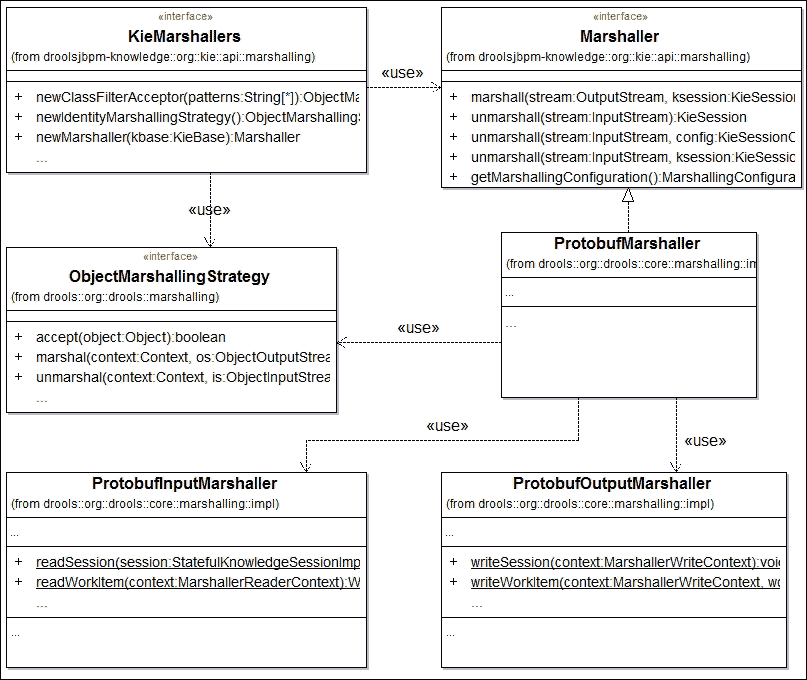 «interface»
KieMarshallers
(from droolsjbpm-knowledge::org::kie::api::marshalling)
+ newClassFilterAcceptor(patterns:String[*]):ObjectMa
+ newIdentityMarshallingStrategy():ObjectMarshalling
+ newMarshaller(kbase:KieBase):Marshaller
...
«use»
«interface»
Marshaller
(from droolsjbpm-knowledge::org::kie::api::marshalling)
+ marshall(stream:OutputStream, ksession:KieSession
+ unmarshall(stream:InputStream):KieSession
+ unmarshall(stream:InputStream, config:KieSessionC
+ unmarshall(stream:InputStream, ksession:KieSessio
+ getMarshallingConfiguration():MarshallingConfigura
«use»
«interface»
ObjectMarshallingStrategy
(from drools::org::drools::marshalling)
+ accept(object:Object):boolean
+ marshal(context:Context, os:ObjectOutputStrea
+ unmarshal(context:Context, is:ObjectInputStrea
...
«use»
ProtobufMarshaller
(from drools::org::drools::core::marshalling::im
...
...
«use»
«use»
ProtobufInputMarshaller
(from drools::org::drools::core::marshalling::impl)
...
+ readSession(session:StatefulKnowledgeSessionImp
+ readWorkItem(context:MarshallerReaderContext):W
...
...
ProtobufOutputMarshaller
(from drools::org::drools::core::marshalling::impl)
...
+ writeSession(context:MarshallerWriteContext):void
+ writeWorkItem(context:MarshallerWriteContext, wo
...
...